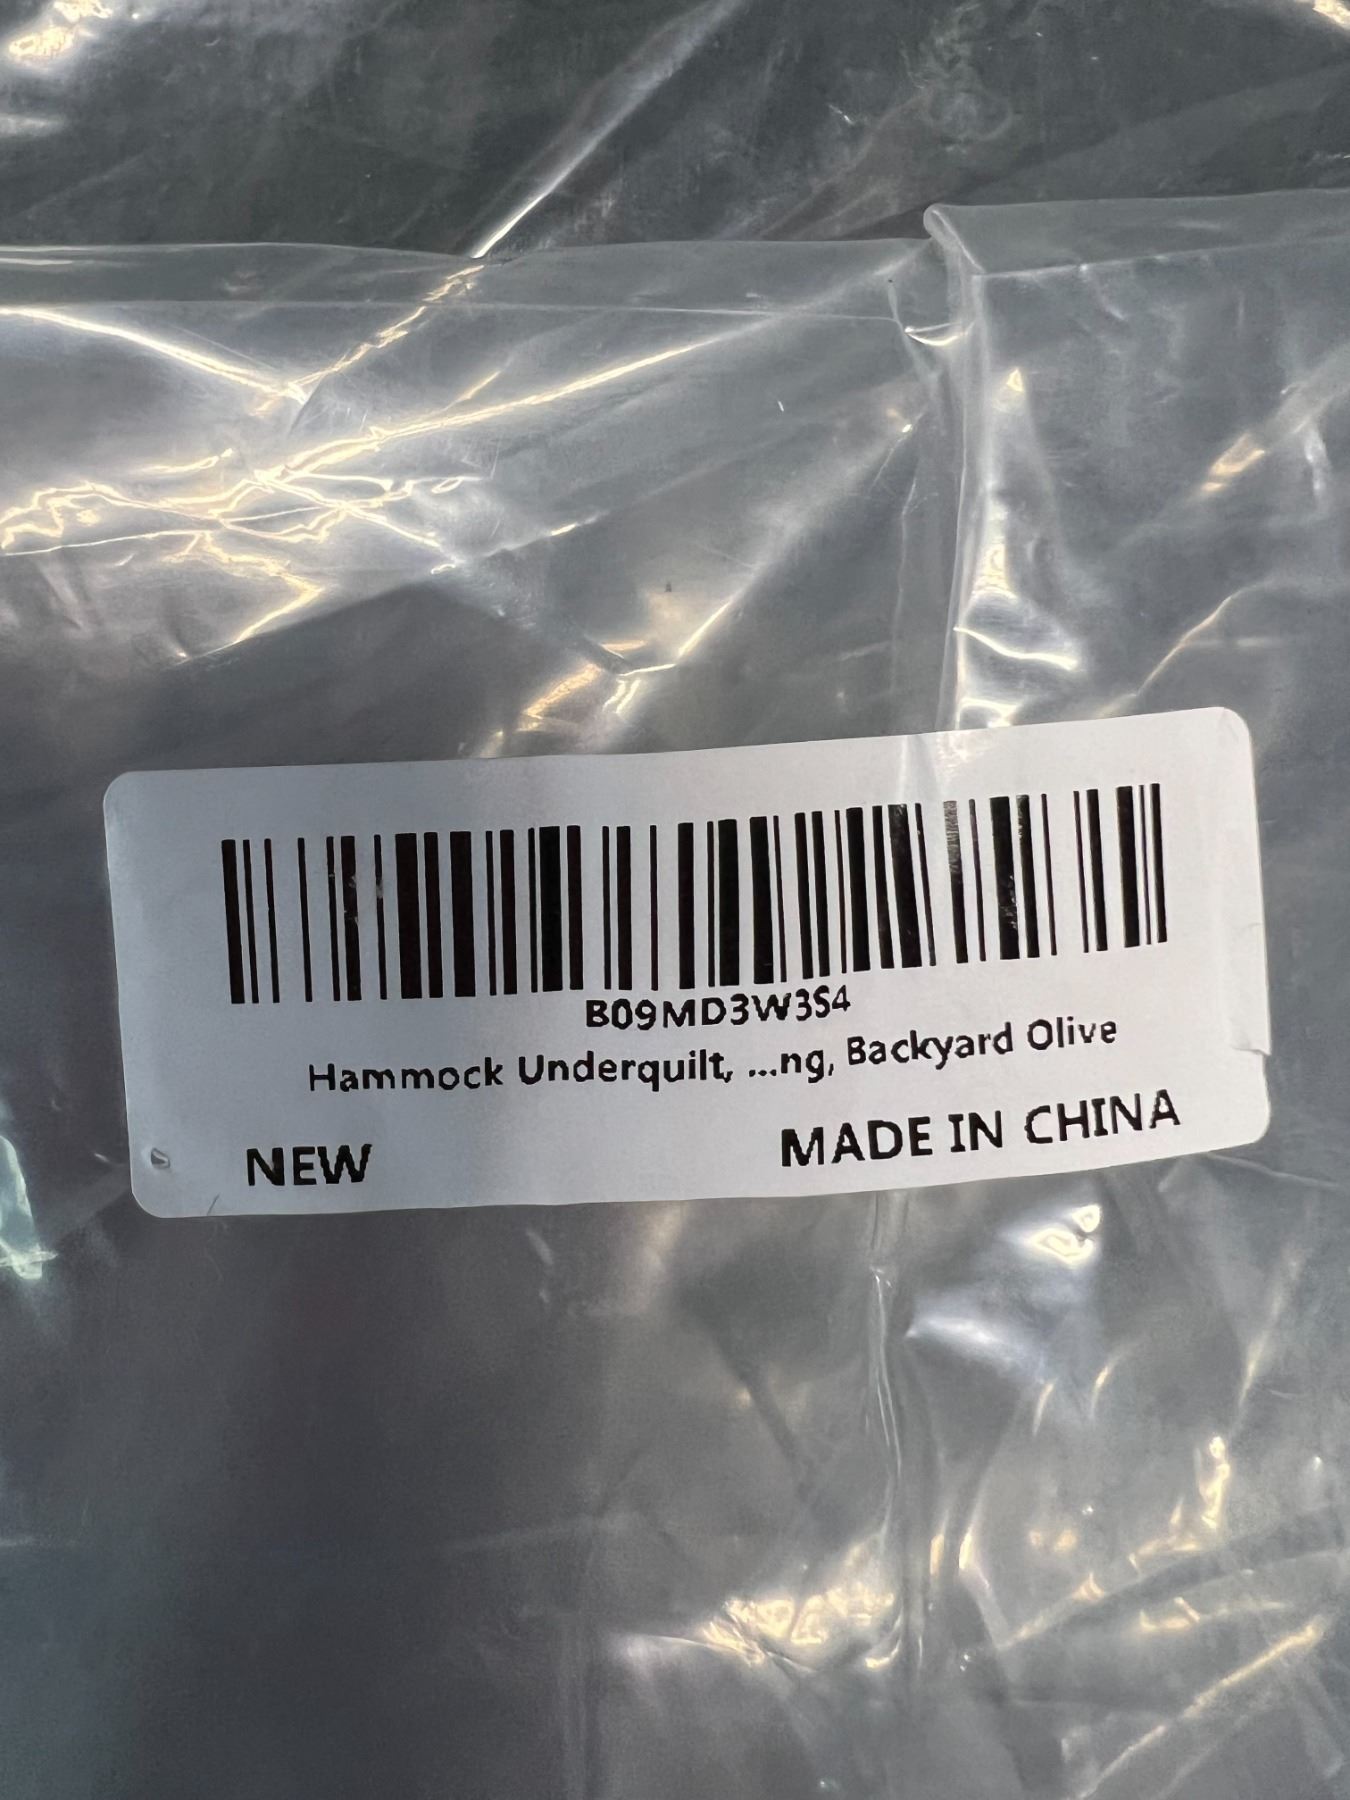 B09MD3W3S4
Hammock Underquilt, ...ng, Backyard Olive
NEW MADE IN CHINA